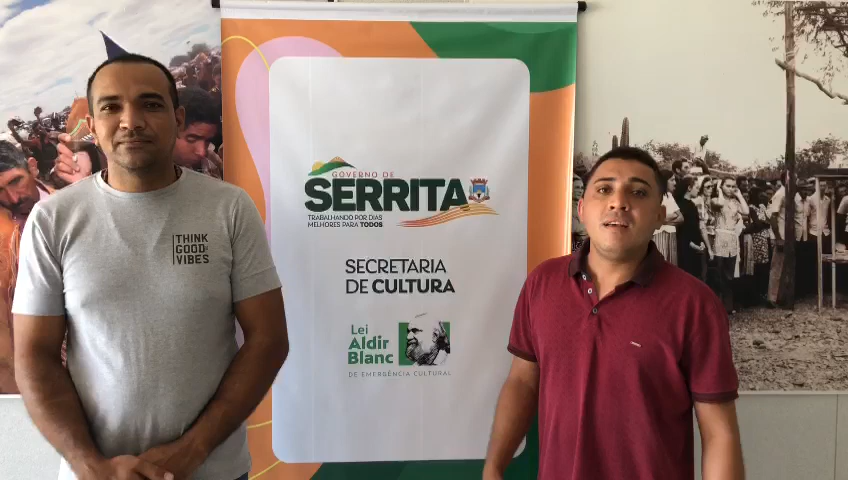 THINK
GOOD
VIBES
GOVERNO DE
SERRITA
TRABALHANDO POR DIAS
MELHORES PARA TODOS
SECRETARIA
DE CULTURA
Lei
Aldir
Blanc
DE EMERGÊNCIA CULTURAL